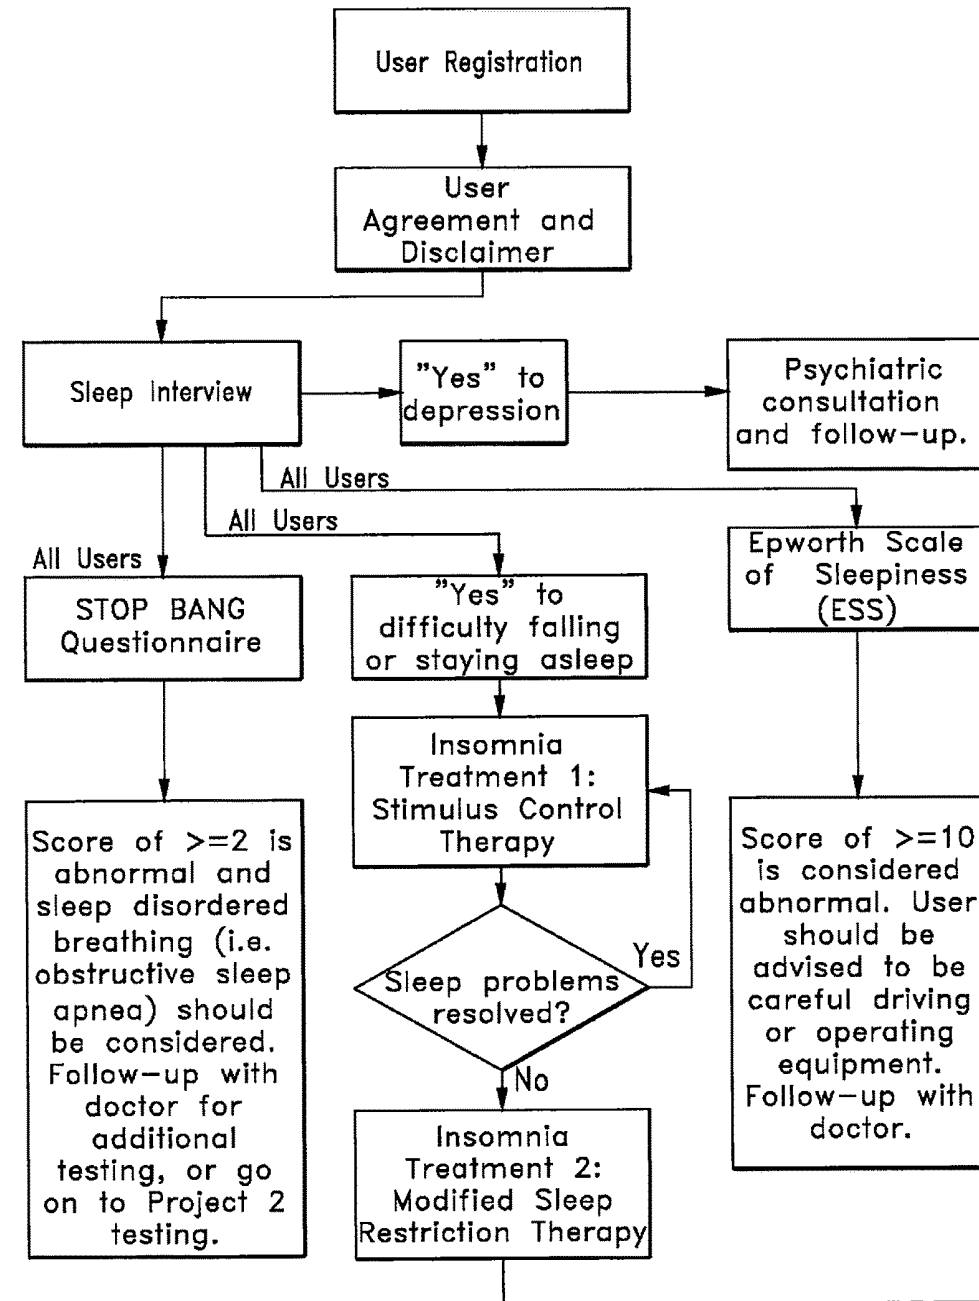 User Registration
User
Agreement and
Disclaimer
Sleep Interview
"Yes" to
depression
Psychiatric
consultation
and follow-up.
All Users
All Users
All Users
STOP BANG
Questionnaire
"Yes" to
difficulty falling
or staying asleep
Epworth Scale
of Sleepiness
(ESS)
Insomnia
Treatment 1:
Stimulus Control
Therapy
Score of >=2 is
abnormal and
sleep disordered
breathing (i.e.
obstructive sleep
apnea) should
be considered.
Follow-up with
doctor for
additional
testing, or go
on to Project 2
testing.
Sleep problems
resolved?
Yes
No
Insomnia
Treatment 2:
Modified Sleep
Restriction Therapy
Score of >=10
is considered
abnormal. User
should be
advised to be
careful driving
or operating
equipment.
Follow-up with
doctor.